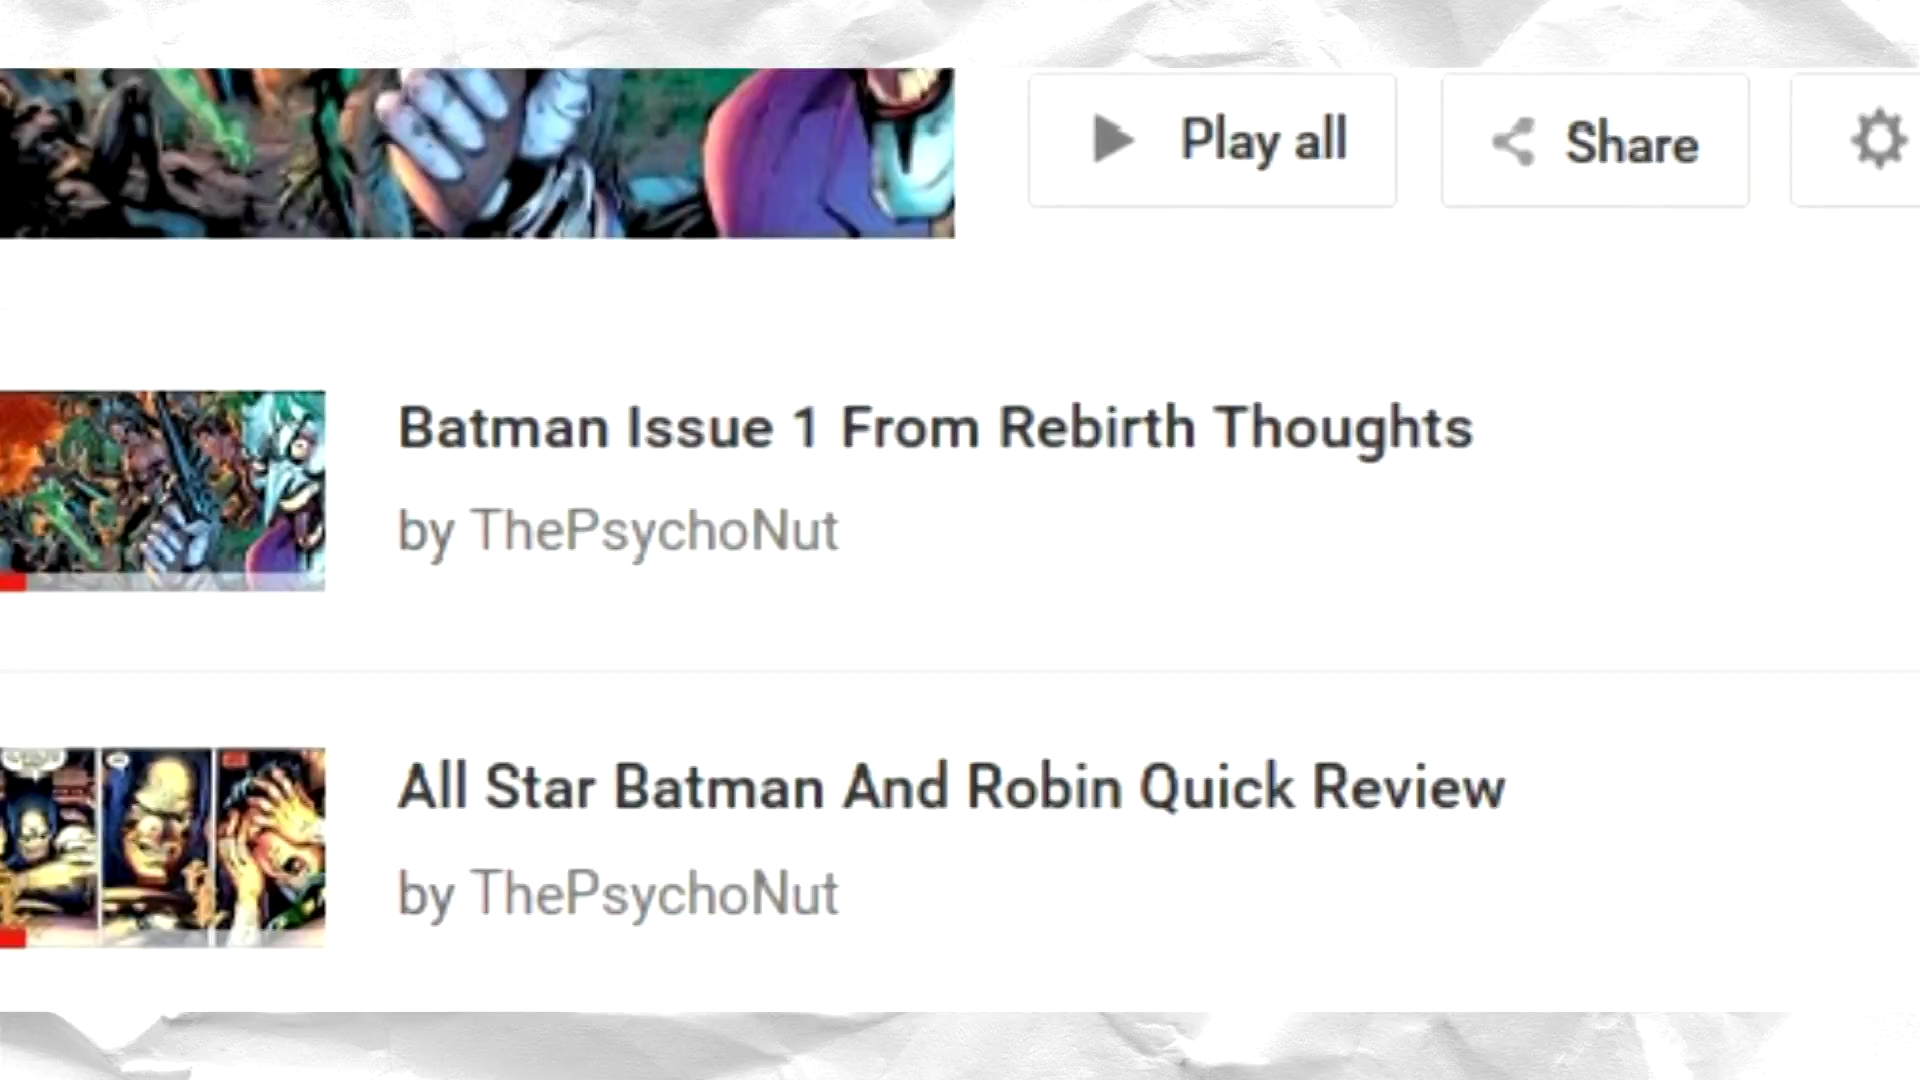 Play all
Share
Batman Issue 1 From Rebirth Thoughts
by ThePsychoNut
All Star Batman And Robin Quick Review
by ThePsychoNut